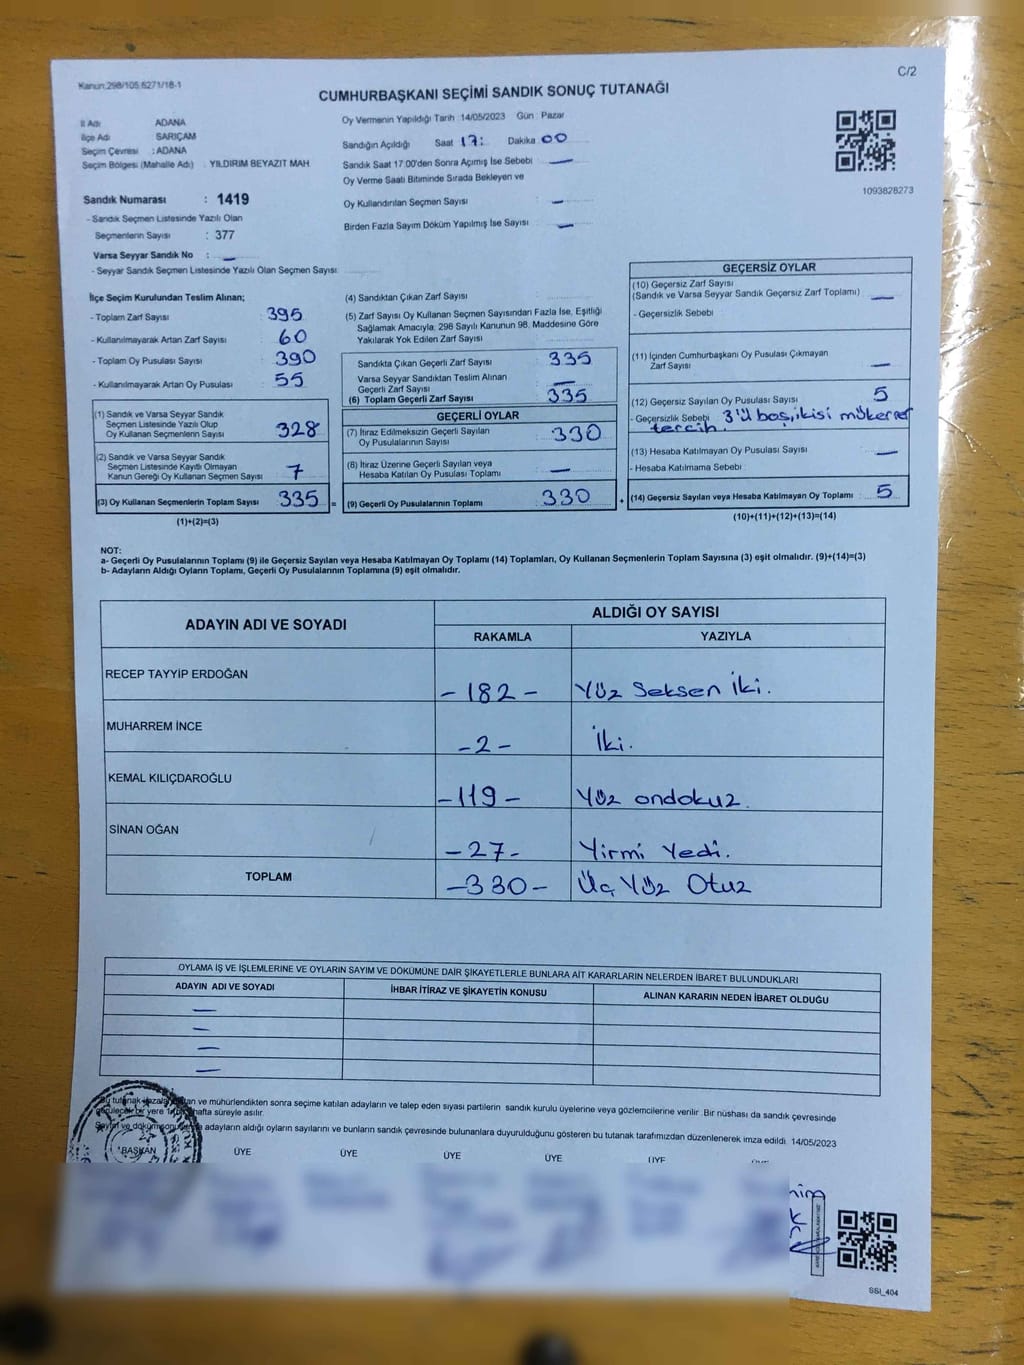 Kanun:298/105.6271/18-1
C/2
CUMHURBAŞKANI SEÇİMİ SANDIK SONUÇ TUTANAĞI
İl Adı ADANA
İlçe Adı SARIÇAM
Seçim Çevresi : ADANA
Seçim Bölgesi (Mahalle Adı) : YILDIRIM BEYAZIT MAH.
Sandık Numarası : 1419
- Sandık Seçmen Listesinde Yazılı Olan
Seçmenlerin Sayısı : 377
Varsa Seyyar Sandık No : –
- Seyyar Sandık Seçmen Listesinde Yazılı Olan Seçmen Sayısı:
Oy Vermenin Yapıldığı Tarih : 14/05/2023 Gün : Pazar
Sandığın Açıldığı Saat 17: Dakika 00
Sandık Saat 17:00'den Sonra Açımış İse Sebebi –
Oy Verme Saati Bitiminde Sırada Bekleyen ve
Oy Kullandırılan Seçmen Sayısı –
Birden Fazla Sayım Döküm Yapılmış İse Sayısı –
1093828273
İlçe Seçim Kurulundan Teslim Alınan;
- Toplam Zarf Sayısı 395
- Kullanılmayarak Artan Zarf Sayısı 60
- Toplam Oy Pusulası Sayısı 390
- Kullanılmayarak Artan Oy Pusulası 55
(1) Sandık ve Varsa Seyyar Sandık
Seçmen Listesinde Yazılı Olup
Oy Kullanan Seçmenlerin Sayısı 328
(2) Sandık ve Varsa Seyyar Sandık
Seçmen Listesinde Kayıtlı Olmayan
Kanun Gereği Oy Kullanan Seçmen Sayısı 7
(3) Oy Kullanan Seçmenlerin Toplam Sayısı 335 =
(1)+(2)=(3)
(4) Sandıktan Çıkan Zarf Sayısı
(5) Zarf Sayısı Oy Kullanan Seçmen Sayısından Fazla İse, Eşitliği
Sağlamak Amacıyla, 298 Sayılı Kanunun 98. Maddesine Göre
Yakılarak Yok Edilen Zarf Sayısı
Sandıkta Çıkan Geçerli Zarf Sayısı 335
Varsa Seyyar Sandıktan Teslim Alınan
Geçerli Zarf Sayısı –
(6) Toplam Geçerli Zarf Sayısı 335
GEÇERLİ OYLAR
(7) İtiraz Edilmeksizin Geçerli Sayılan
Oy Pusulalarının Sayısı 330
(8) İtiraz Üzerine Geçerli Sayılan veya
Hesaba Katılan Oy Pusulası Toplamı –
(9) Geçerli Oy Pusulalarının Toplamı 330 +
GEÇERSİZ OYLAR
(10) Geçersiz Zarf Sayısı
(Sandık ve Varsa Seyyar Sandık Geçersiz Zarf Toplamı) –
- Geçersizlik Sebebi
(11) İçinden Cumhurbaşkanı Oy Pusulası Çıkmayan
Zarf Sayısı –
(12) Geçersiz Sayılan Oy Pusulası Sayısı 5
- Geçersizlik Sebebi 3'ü boş, ikisi mükerrer
tercih.
(13) Hesaba Katılmayan Oy Pusulası Sayısı –
- Hesaba Katılmama Sebebi
(14) Geçersiz Sayılan veya Hesaba Katılmayan Oy Toplamı 5
(10)+(11)+(12)+(13)=(14)
NOT:
a- Geçerli Oy Pusulalarının Toplamı (9) ile Geçersiz Sayılan veya Hesaba Katılmayan Oy Toplamı (14) Toplamları, Oy Kullanan Seçmenlerin Toplam Sayısına (3) eşit olmalıdır. (9)+(14)=(3)
b- Adayların Aldığı Oyların Toplamı, Geçerli Oy Pusulalarının Toplamına (9) eşit olmalıdır.
ADAYIN ADI VE SOYADI ALDIĞI OY SAYISI
RAKAMLA YAZIYLA
RECEP TAYYİP ERDOĞAN -182- Yüz Seksen İki.
MUHARREM İNCE -2- İki.
KEMAL KILIÇDAROĞLU -119- Yüz ondokuz.
SİNAN OĞAN -27- Yirmi Yedi.
TOPLAM -330- Üç Yüz Otuz
OYLAMA İŞ VE İŞLEMLERİNE VE OYLARIN SAYIM VE DÖKÜMÜNE DAİR ŞİKAYETLERLE BUNLARA AİT KARARLARIN NELERDEN İBARET BULUNDUKLARI
ADAYIN ADI VE SOYADI İHBAR İTİRAZ VE ŞİKAYETİN KONUSU ALINAN KARARIN NEDEN İBARET OLDUĞU
–
–
–
–
Bu tutanak ve mühürlendikten sonra seçime katılan adayların ve talep eden siyasi partilerin sandık kurulu üyelerine veya gözlemcilerine verilir. Bir nüshası da sandık çevresinde
bir yere hafta süreyle asılır.
adayların aldığı oyların sayılarını ve bunların sandık çevresinde bulunanlara duyurulduğunu gösteren bu tutanak tarafımızdan düzenlenerek imza edildi. 14/05/2023
BAŞKAN ÜYE ÜYE ÜYE ÜYE ÜYE
SSI_404